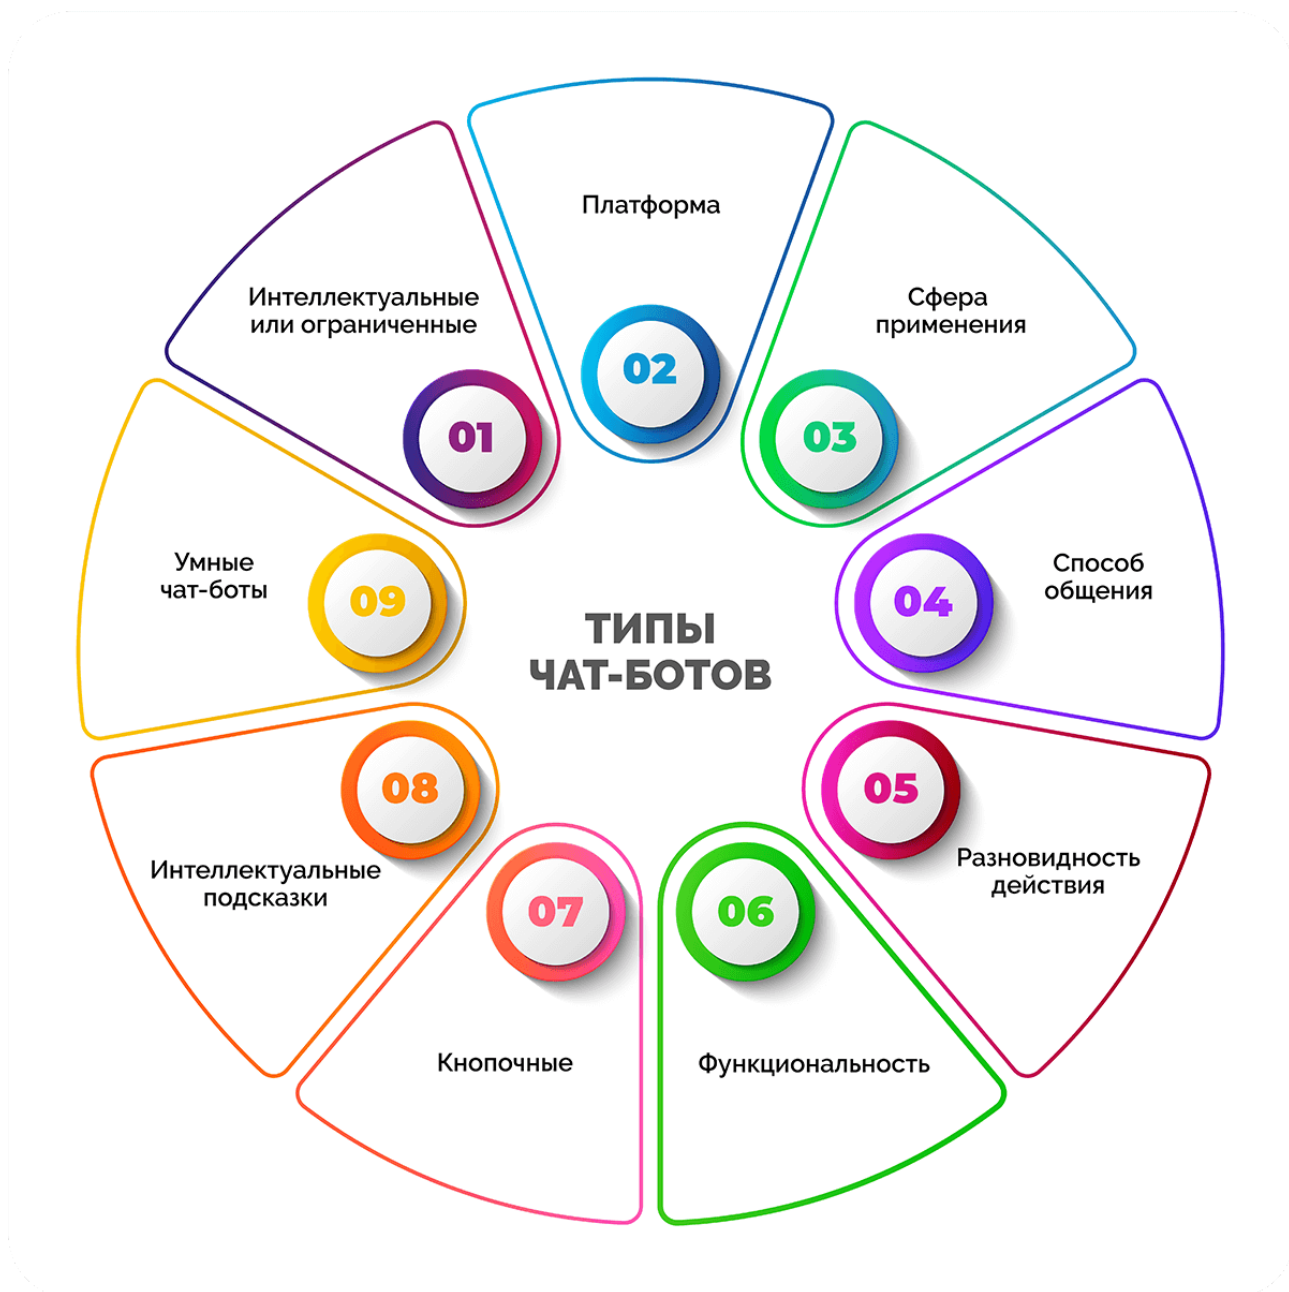 ТИПЫ
ЧАТ-БОТОВ
Интеллектуальные
или ограниченные
01
Платформа
02
Сфера
применения
03
Способ
общения
04
05
Разновидность
действия
06
Функциональность
07
Кнопочные
08
Интеллектуальные
подсказки
Умные
чат-боты
09